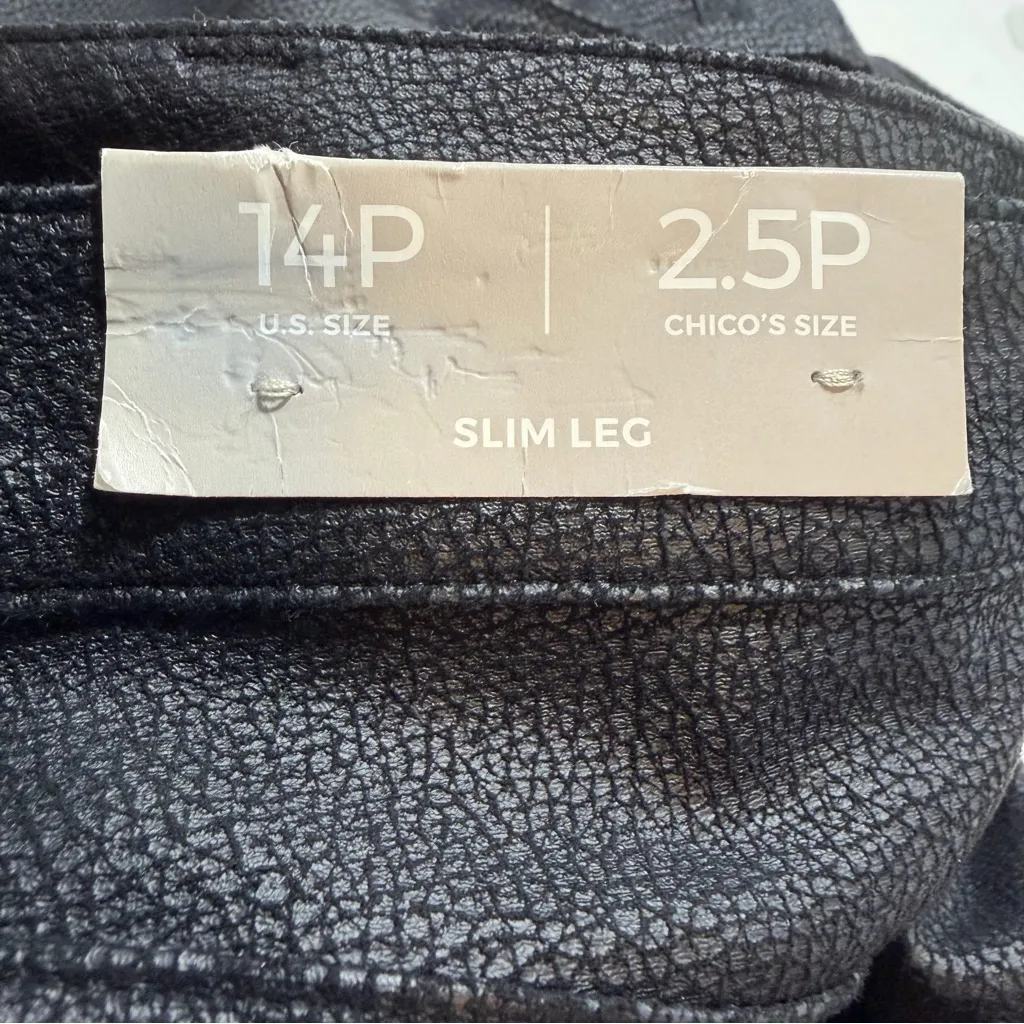 14P | 2.5P
U.S. SIZE CHICO'S SIZE
SLIM LEG